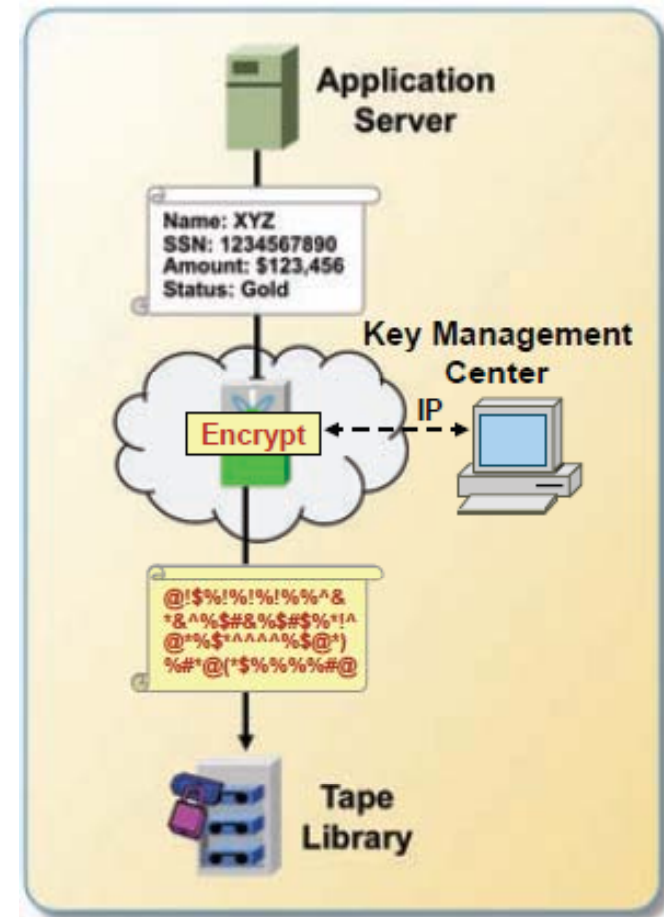 Application
Server
Name: XYZ
SSN: 1234567890
Amount: $123,456
Status: Gold
Key Management
Center
IP
Encrypt
@!$%!%!%!%%^&
*&^%$#&%$#$%*!^
@*%$*^^^^%$@*)
%#*@(*$%%%%#@
Tape
Library